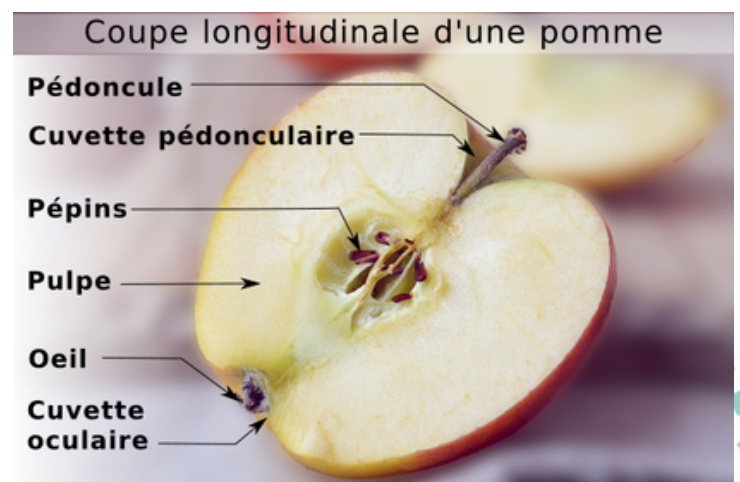 Coupe longitudinale d'une pomme
Pédoncule
Cuvette pédonculaire
Pépins
Pulpe
Oeil
Cuvette
oculaire